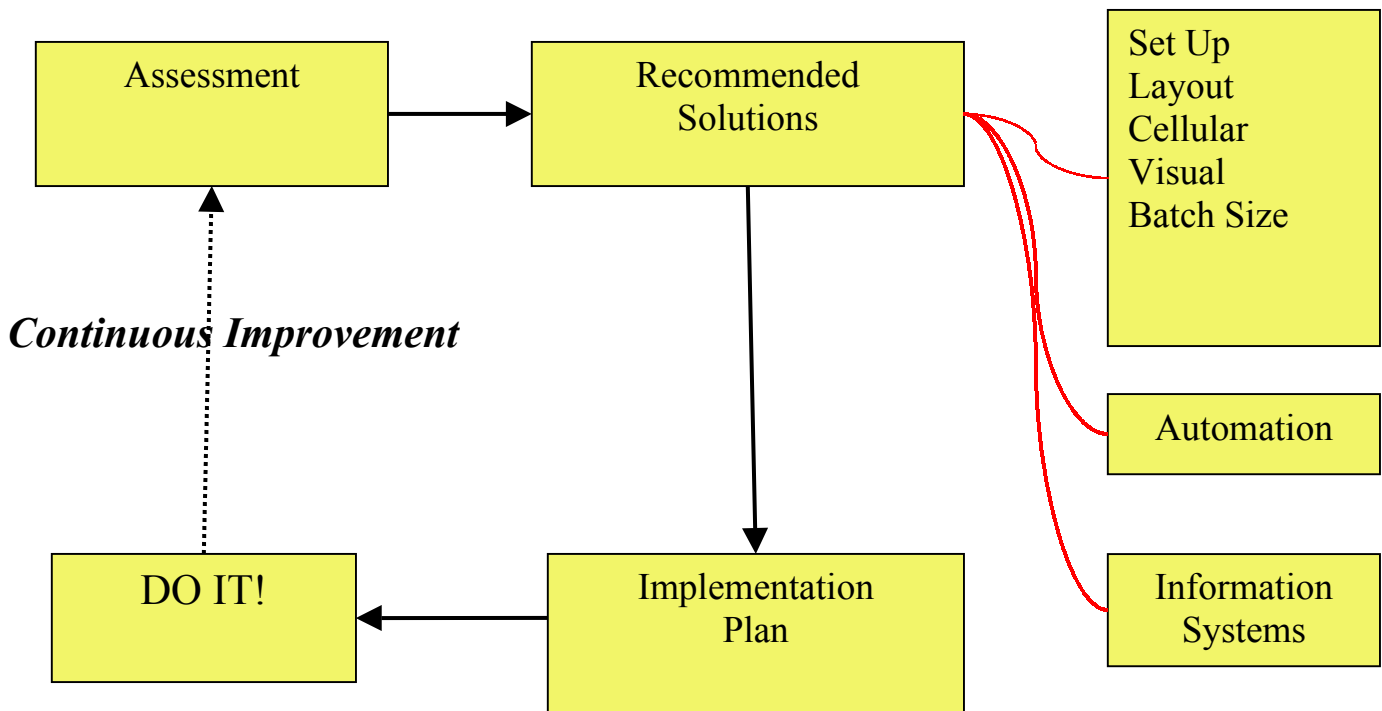 Assessment
Recommended
Solutions
Set Up
Layout
Cellular
Visual
Batch Size
Continuous Improvement
Automation
DO IT!
Implementation
Plan
Information
Systems